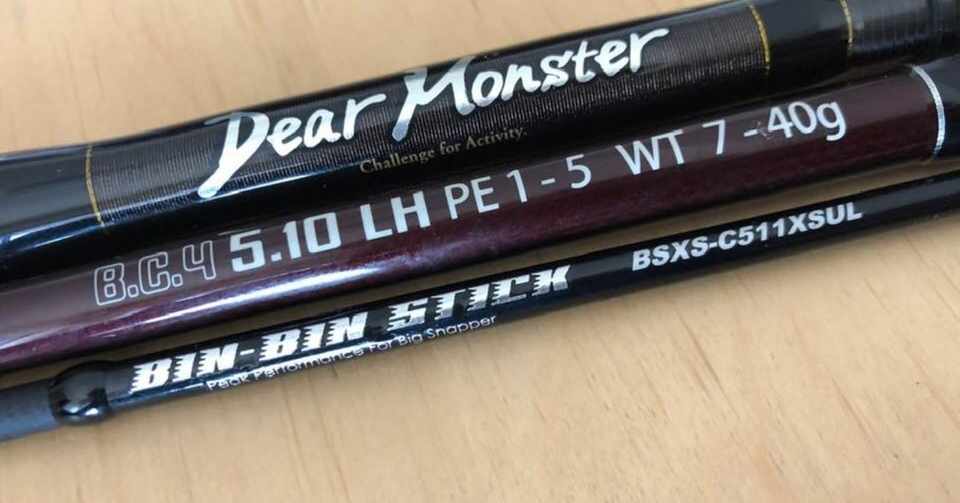 Dear Monster
Challenge for Activity.
B.C.4 5.10 LH PE 1 - 5 WT 7 - 40g
BIN-BIN STICK
Peak Performance For Big Snapper
BSXS-C511XSUL